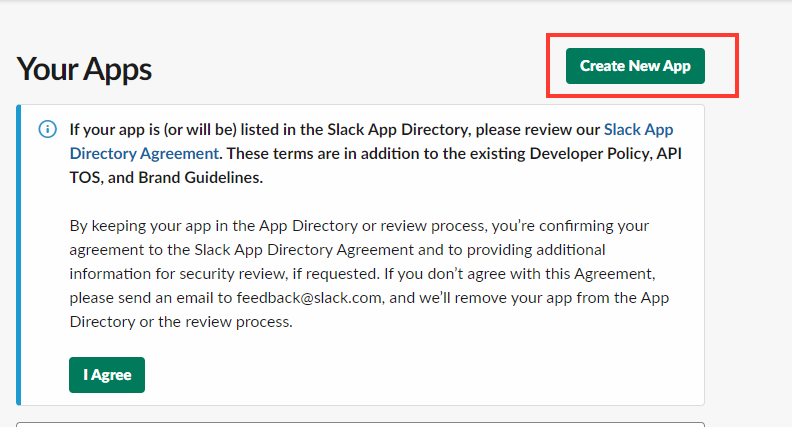 Your Apps
Create New App
If your app is (or will be) listed in the Slack App Directory, please review our Slack App
Directory Agreement. These terms are in addition to the existing Developer Policy, API
TOS, and Brand Guidelines.
By keeping your app in the App Directory or review process, you’re confirming your
agreement to the Slack App Directory Agreement and to providing additional
information for security review, if requested. If you don’t agree with this Agreement,
please send an email to feedback@slack.com, and we’ll remove your app from the App
Directory or the review process.
I Agree